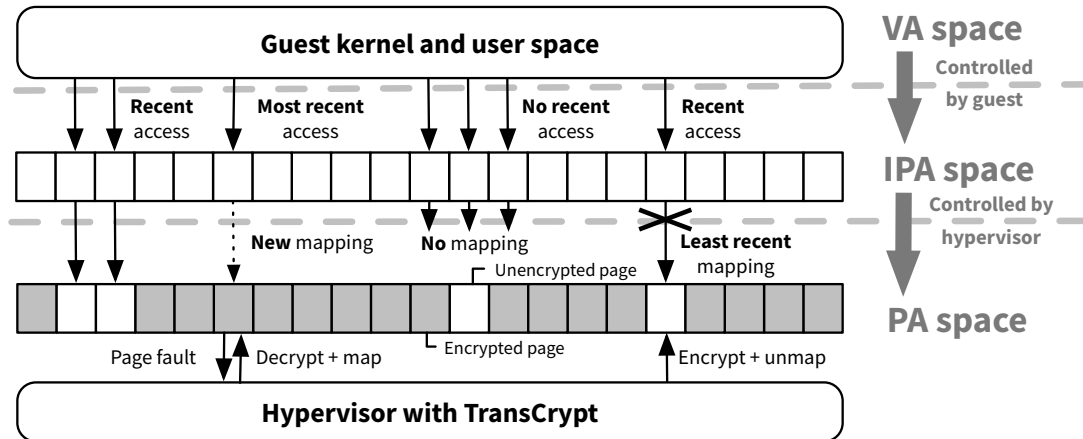 Guest kernel and user space
VA space
Controlled
by guest
Recent
access
Most recent
access
No recent
access
Recent
access
IPA space
Controlled by
hypervisor
New mapping
No mapping
Least recent
mapping
Unencrypted page
PA space
Page fault
Decrypt + map
Encrypted page
Encrypt + unmap
Hypervisor with TransCrypt